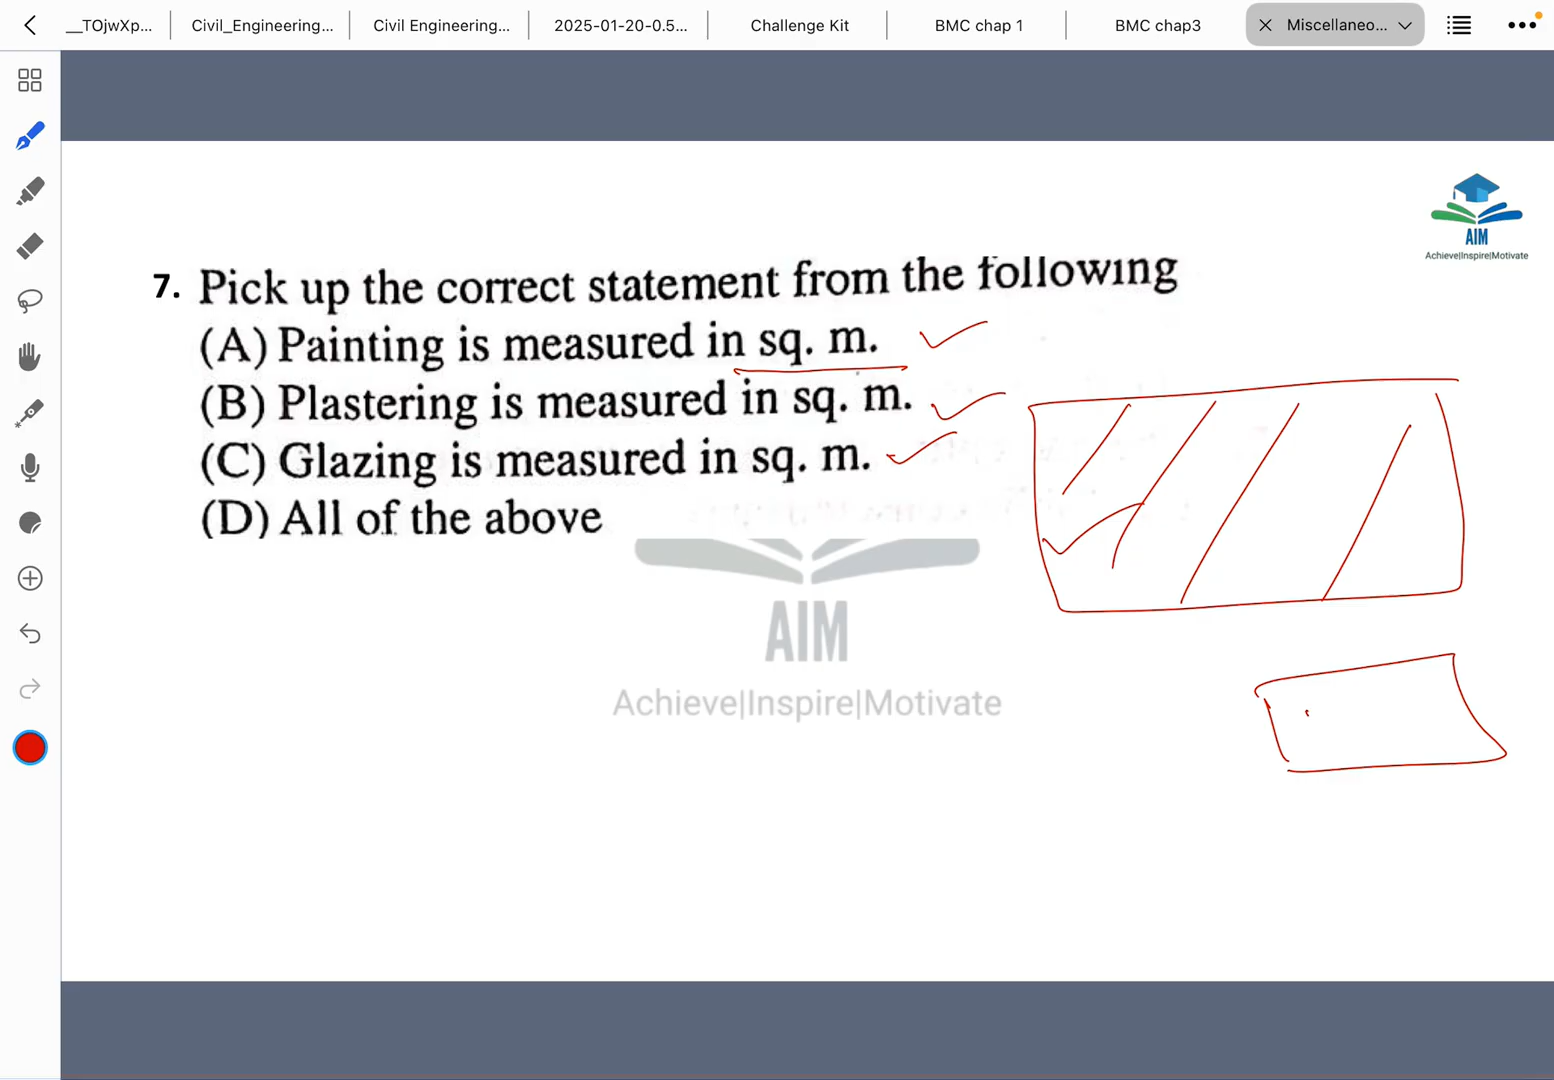 __TOjwXp...
Civil_Engineering...
Civil Engineering...
2025-01-20-0.5...
Challenge Kit
BMC chap 1
BMC chap3
Miscellaneo...
AIM
Achieve|Inspire|Motivate
7. Pick up the correct statement from the following
(A) Painting is measured in sq. m.
(B) Plastering is measured in sq. m.
(C) Glazing is measured in sq. m.
(D) All of the above
AIM
Achieve|Inspire|Motivate